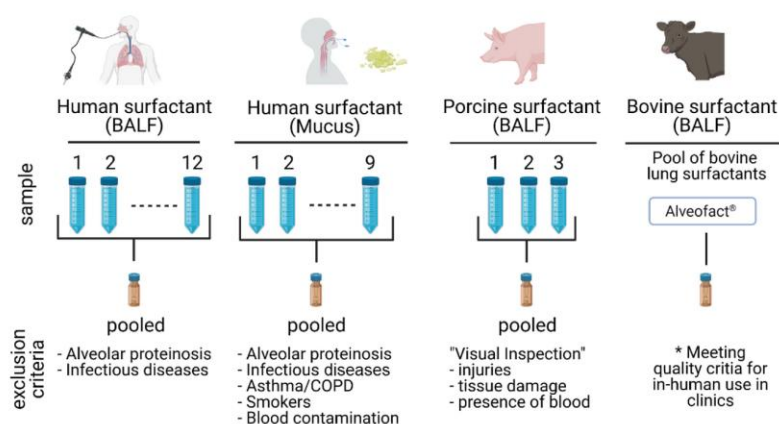 Human surfactant
(BALF)
Human surfactant
(Mucus)
Porcine surfactant
(BALF)
Bovine surfactant
(BALF)
sample
1 2 12
1 2 9
1 2 3
Pool of bovine
lung surfactants
Alveofact®
pooled
pooled
pooled
exclusion
criteria
- Alveolar proteinosis
- Infectious diseases
- Alveolar proteinosis
- Infectious diseases
- Asthma/COPD
- Smokers
- Blood contamination
"Visual Inspection"
- injuries
- tissue damage
- presence of blood
* Meeting
quality critia for
in-human use in
clinics